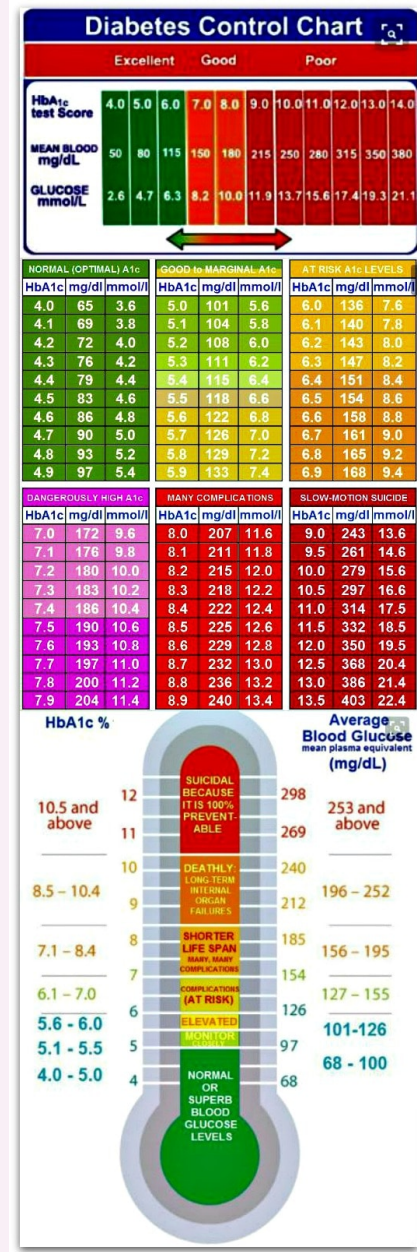 Diabetes Control Chart
Excellent Good Poor
HbA1c test Score 4.0 5.0 6.0 7.0 8.0 9.0 10.0 11.0 12.0 13.0 14.0
MEAN BLOOD mg/dL 50 80 115 150 180 215 250 280 315 350 380
GLUCOSE mmol/L 2.6 4.7 6.3 8.2 10.0 11.9 13.7 15.6 17.4 19.3 21.1
NORMAL (OPTIMAL) A1c
HbA1c mg/dl mmol/l
4.0 65 3.6
4.1 69 3.8
4.2 72 4.0
4.3 76 4.2
4.4 79 4.4
4.5 83 4.6
4.6 86 4.8
4.7 90 5.0
4.8 93 5.2
4.9 97 5.4
GOOD to MARGINAL A1c
HbA1c mg/dl mmol/l
5.0 101 5.6
5.1 104 5.8
5.2 108 6.0
5.3 111 6.2
5.4 115 6.4
5.5 118 6.6
5.6 122 6.8
5.7 126 7.0
5.8 129 7.2
5.9 133 7.4
AT RISK A1c LEVELS
HbA1c mg/dl mmol/l
6.0 136 7.6
6.1 140 7.8
6.2 143 8.0
6.3 147 8.2
6.4 151 8.4
6.5 154 8.6
6.6 158 8.8
6.7 161 9.0
6.8 165 9.2
6.9 168 9.4
DANGEROUSLY HIGH A1c
HbA1c mg/dl mmol/l
7.0 172 9.6
7.1 176 9.8
7.2 180 10.0
7.3 183 10.2
7.4 186 10.4
7.5 190 10.6
7.6 193 10.8
7.7 197 11.0
7.8 200 11.2
7.9 204 11.4
MANY COMPLICATIONS
HbA1c mg/dl mmol/l
8.0 207 11.6
8.1 211 11.8
8.2 215 12.0
8.3 218 12.2
8.4 222 12.4
8.5 225 12.6
8.6 229 12.8
8.7 232 13.0
8.8 236 13.2
8.9 240 13.4
SLOW-MOTION SUICIDE
HbA1c mg/dl mmol/l
9.0 243 13.6
9.5 261 14.6
10.0 279 15.6
10.5 297 16.6
11.0 314 17.5
11.5 332 18.5
12.0 350 19.5
12.5 368 20.4
13.0 386 21.4
13.5 403 22.4
HbA1c %
10.5 and
above
8.5 – 10.4
7.1 – 8.4
6.1 – 7.0
5.6 - 6.0
5.1 - 5.5
4.0 - 5.0
12
11
10
9
8
7
6
5
4
SUICIDAL
BECAUSE
IT IS 100%
PREVENT-
ABLE
DEATHLY:
LONG-TERM
INTERNAL
ORGAN
FAILURES
SHORTER
LIFE SPAN
MANY, MANY
COMPLICATIONS
COMPLICATIONS
(AT RISK)
ELEVATED
MONITOR
CLOSELY
NORMAL
OR
SUPERB
BLOOD
GLUCOSE
LEVELS
298
269
240
212
185
154
126
97
68
Average
Blood Glucose
mean plasma equivalent
(mg/dL)
253 and
above
196 – 252
156 – 195
127 – 155
101-126
68 - 100